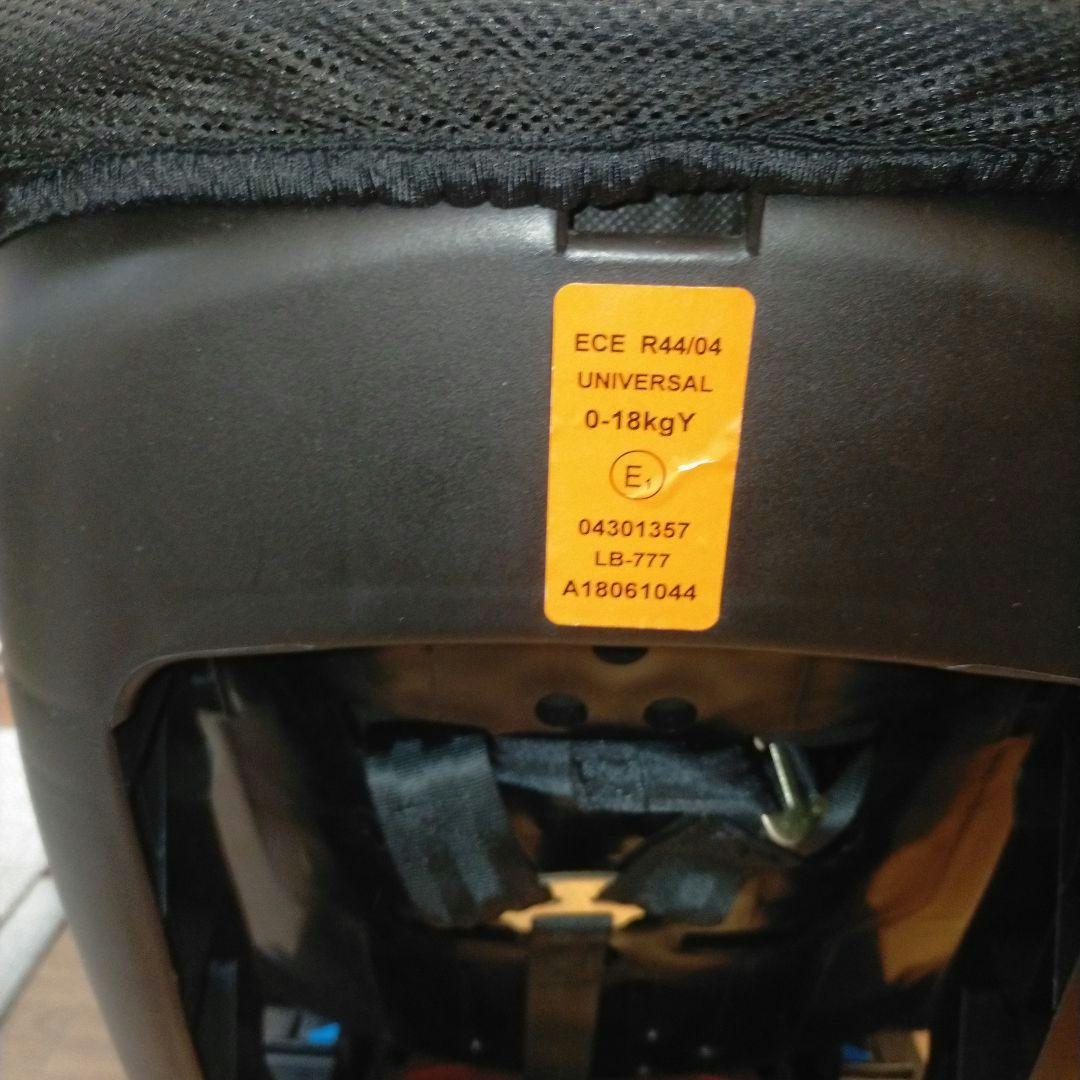 ECE R44/04
UNIVERSAL
0-18kgY
E1
04301357
LB-777
A18061044